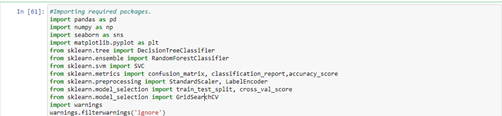 In [61]:
#Importing required packages.
import pandas as pd
import numpy as np
import seaborn as sns
import matplotlib.pyplot as plt
from sklearn.tree import DecisionTreeClassifier
from sklearn.ensemble import RandomForestClassifier
from sklearn.svm import SVC
from sklearn.metrics import confusion_matrix, classification_report,accuracy_score
from sklearn.preprocessing import StandardScaler, LabelEncoder
from sklearn.model_selection import train_test_split, cross_val_score
from sklearn.model_selection import GridSearchCV
import warnings
warnings.filterwarnings('ignore')